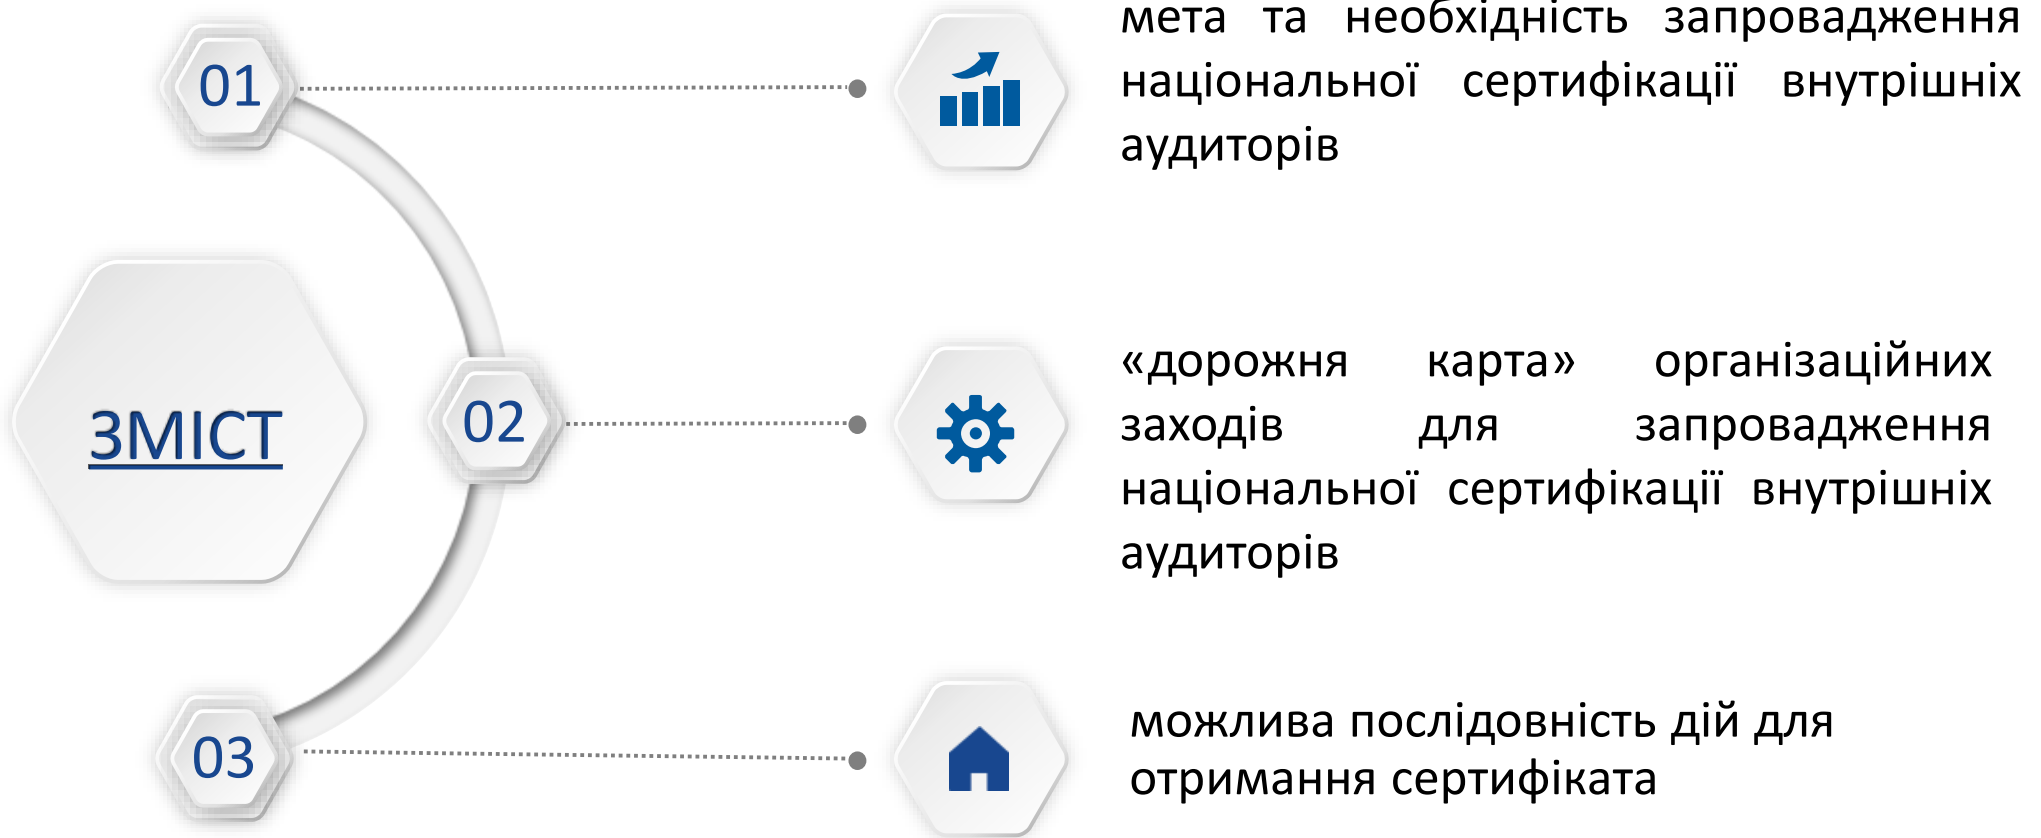 01
мета та необхідність запровадження
національної сертифікації внутрішніх
аудиторів
ЗМІСТ
02
«дорожня карта» організаційних
заходів для запровадження
національної сертифікації внутрішніх
аудиторів
03
можлива послідовність дій для
отримання сертифіката